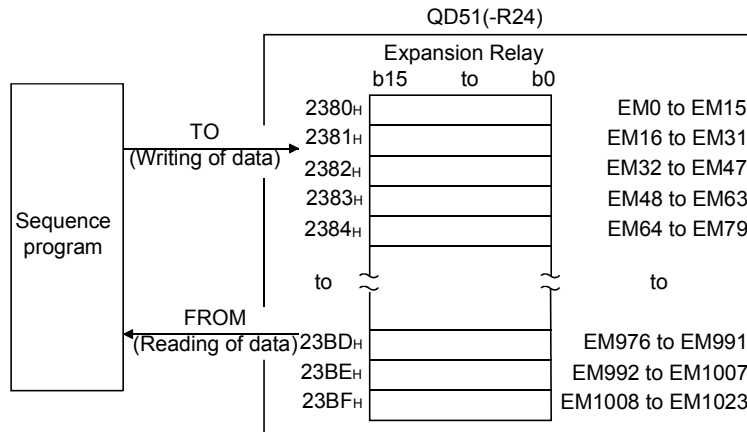 QD51(-R24)
Expansion Relay
b15 to b0
2380H EM0 to EM15
TO
2381H EM16 to EM31
(Writing of data)
2382H EM32 to EM47
2383H EM48 to EM63
Sequence
program
2384H EM64 to EM79
to to
FROM
(Reading of data)
23BDH EM976 to EM991
23BEH EM992 to EM1007
23BFH EM1008 to EM1023